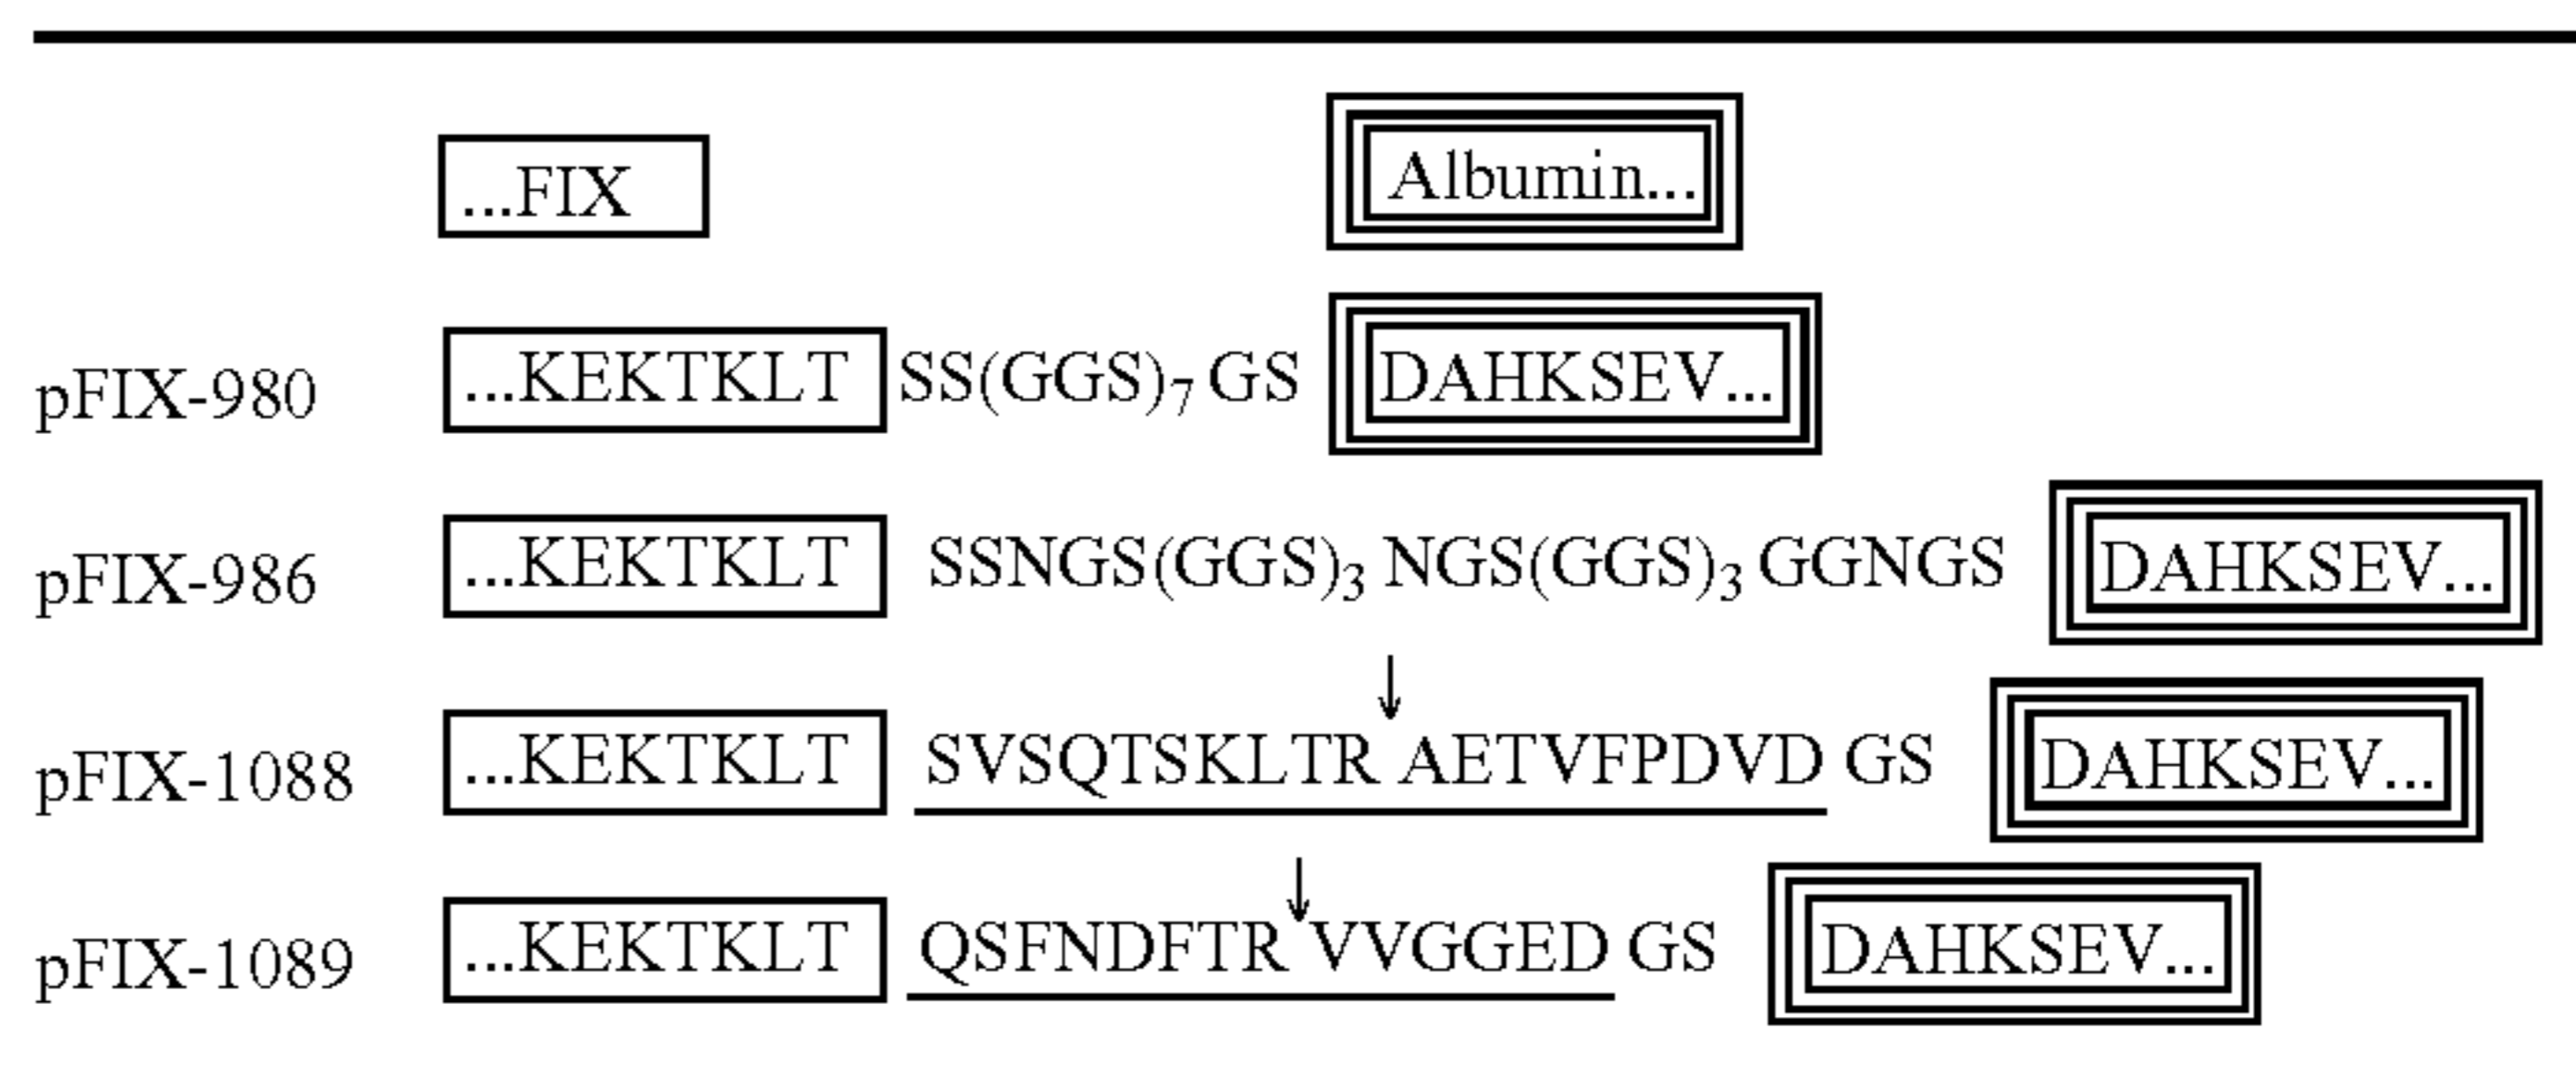 ...FIX Albumin...
pFIX-980 ...KEKTKLT SS(GGS)₇ GS DAHKSEV...
pFIX-986 ...KEKTKLT SSNGS(GGS)₃ NGS(GGS)₃ GGNGS DAHKSEV...
↓
pFIX-1088 ...KEKTKLT SVSQTSKLTR AETVFPDVD GS DAHKSEV...
↓
pFIX-1089 ...KEKTKLT QSFNDFTR VVGGED GS DAHKSEV...